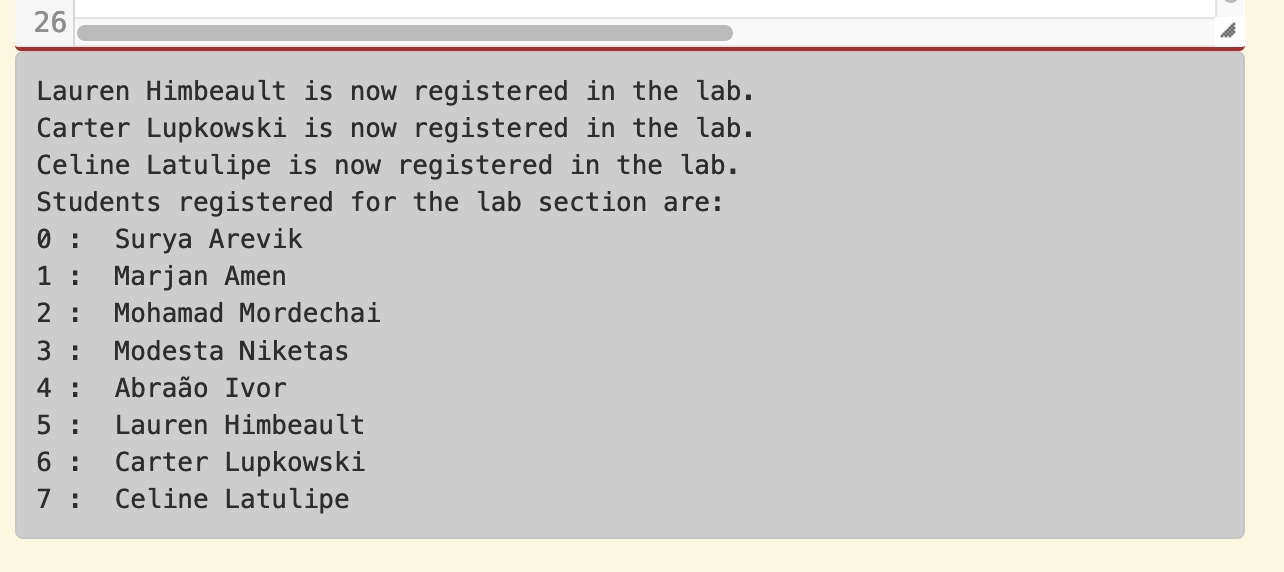 26
Lauren Himbeault is now registered in the lab.
Carter Lupkowski is now registered in the lab.
Celine Latulipe is now registered in the lab.
Students registered for the lab section are:
0 :  Surya Arevik
1 :  Marjan Amen
2 :  Mohamad Mordechai
3 :  Modesta Niketas
4 :  Abraão Ivor
5 :  Lauren Himbeault
6 :  Carter Lupkowski
7 :  Celine Latulipe